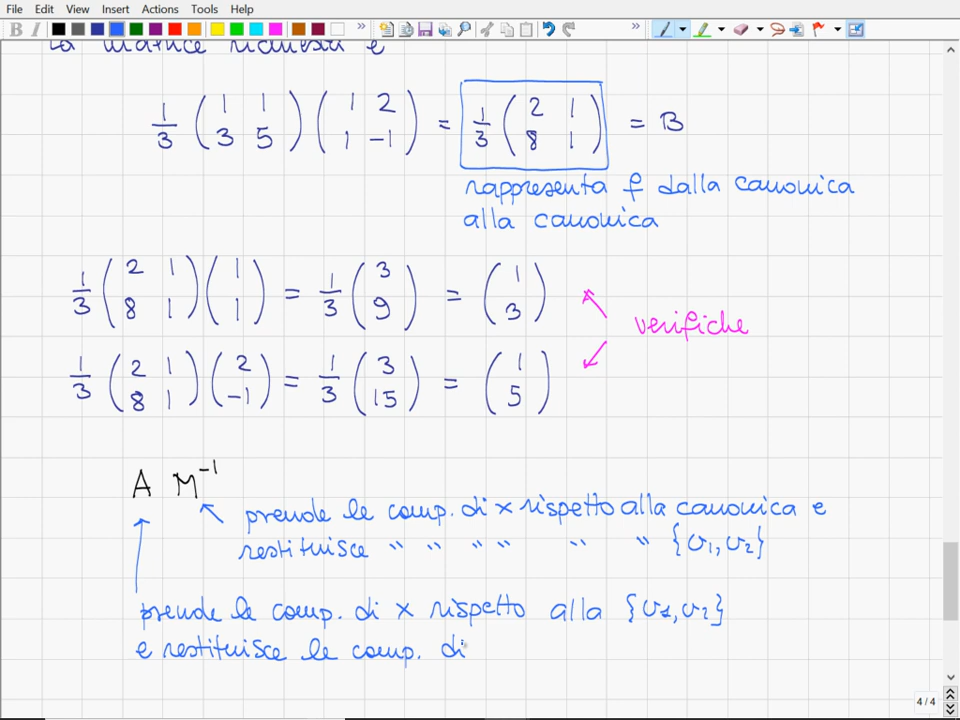 File Edit View Insert Actions Tools Help
B I
la matrice richiesta è
1/3 (1 1 / 3 5) (1 2 / 1 -1) = 1/3 (2 1 / 8 1) = B
rappresenta f dalla canonica
alla canonica
1/3 (2 1 / 8 1) (1 / 1) = 1/3 (3 / 9) = (1 / 3)
verifiche
1/3 (2 1 / 8 1) (2 / -1) = 1/3 (3 / 15) = (1 / 5)
A M⁻¹
prende le comp. di x rispetto alla canonica e
restituisce " " " " " " {v₁,v₂}
prende le comp. di x rispetto alla {v₁,v₂}
e restituisce le comp. di
4 / 4